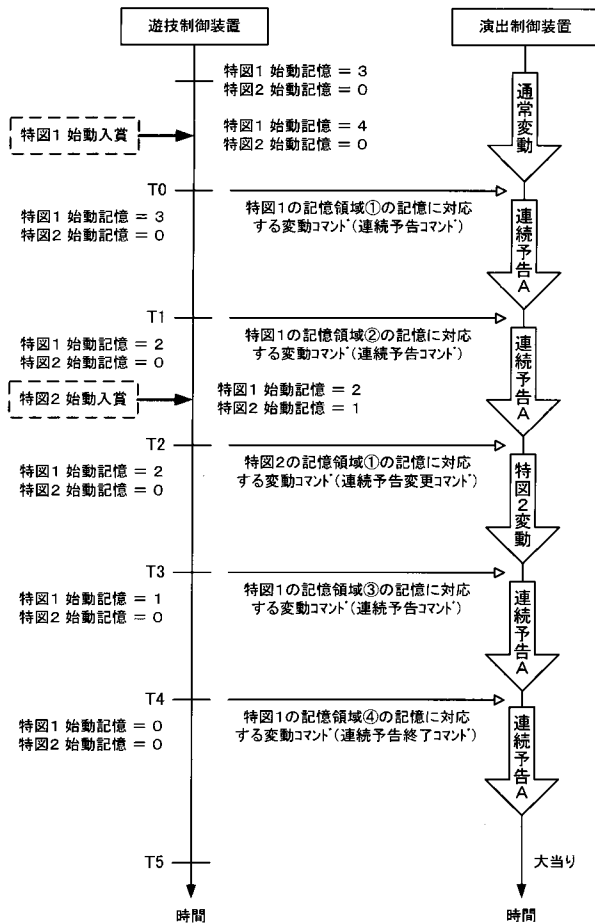 遊技制御装置
演出制御装置
特図1 始動記憶 = 3
特図2 始動記憶 = 0
通常変動
特図1 始動入賞
特図1 始動記憶 = 4
特図2 始動記憶 = 0
T0
特図1の記憶領域①の記憶に対応
する変動コマンド(連続予告コマンド)
連続予告A
特図1 始動記憶 = 3
特図2 始動記憶 = 0
T1
特図1の記憶領域②の記憶に対応
する変動コマンド(連続予告コマンド)
連続予告A
特図1 始動記憶 = 2
特図2 始動記憶 = 0
特図2 始動入賞
特図1 始動記憶 = 2
特図2 始動記憶 = 1
T2
特図2の記憶領域①の記憶に対応
する変動コマンド(連続予告変更コマンド)
特図2変動
特図1 始動記憶 = 2
特図2 始動記憶 = 0
T3
特図1の記憶領域③の記憶に対応
する変動コマンド(連続予告コマンド)
連続予告A
特図1 始動記憶 = 1
特図2 始動記憶 = 0
T4
特図1の記憶領域④の記憶に対応
する変動コマンド(連続予告終了コマンド)
連続予告A
特図1 始動記憶 = 0
特図2 始動記憶 = 0
T5
大当り
時間
時間